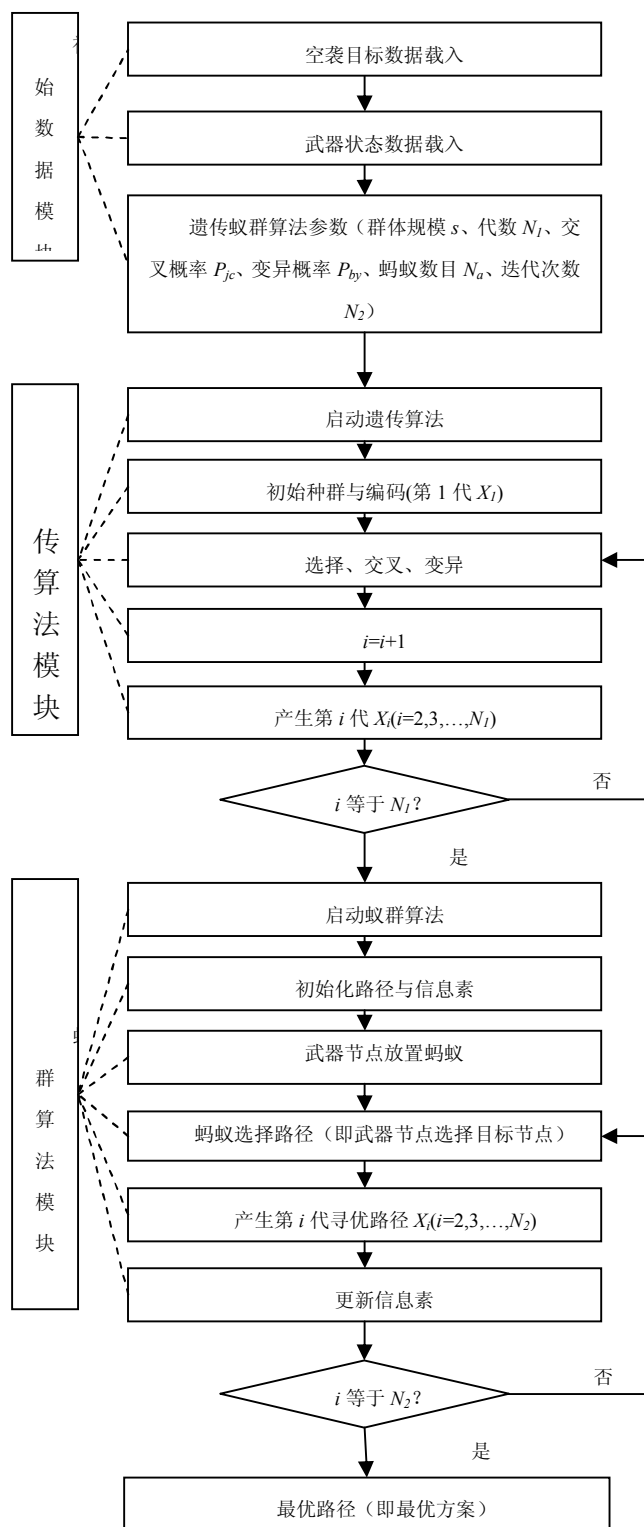 空袭目标数据载入
始
数
据
模
武器状态数据载入
遗传蚁群算法参数(群体规模 s、代数 N1、交
叉概率 Pjc、变异概率 Pby、蚂蚁数目 Na、迭代次数
N2)
传
算
法
模
块
启动遗传算法
初始种群与编码(第 1 代 X1)
选择、交叉、变异
i=i+1
产生第 i 代 Xi(i=2,3,…,N1)
i 等于 N1?
否
是
群
算
法
模
块
启动蚁群算法
初始化路径与信息素
武器节点放置蚂蚁
蚂蚁选择路径(即武器节点选择目标节点)
产生第 i 代寻优路径 Xi(i=2,3,…,N2)
更新信息素
i 等于 N2?
否
是
最优路径(即最优方案)